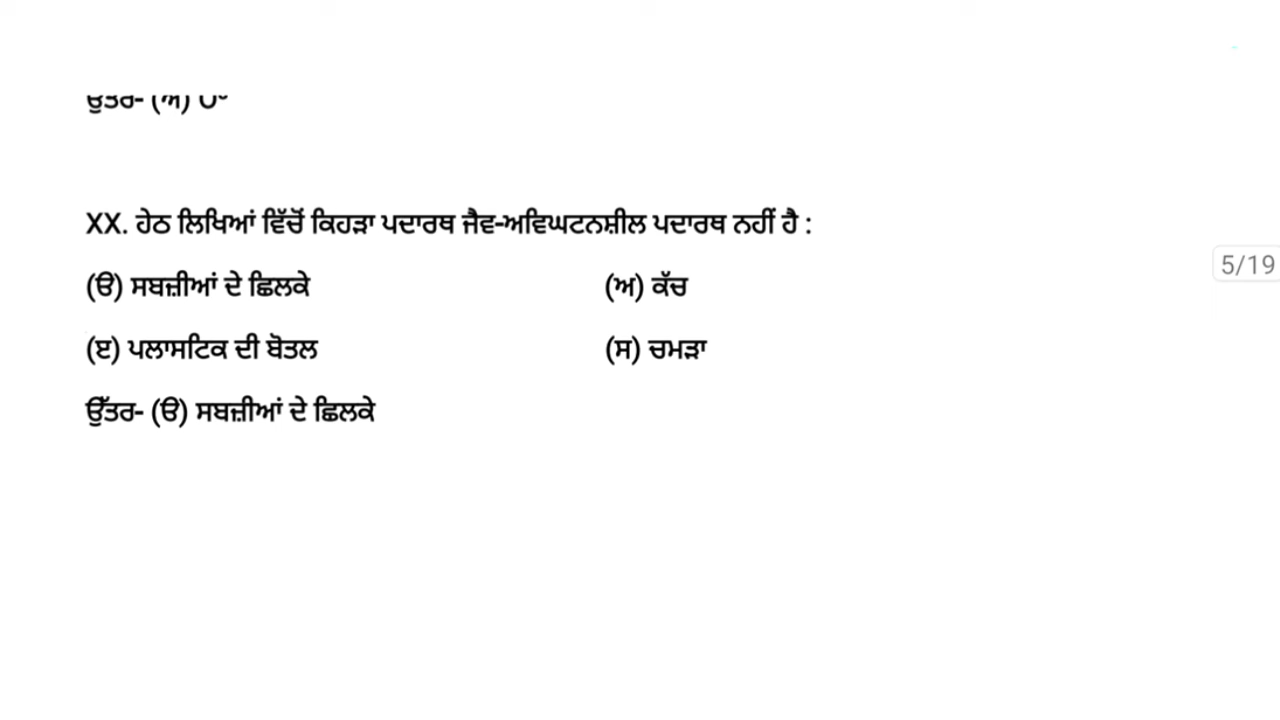 ਉੱਤਰ- (ਅ)
XX. ਹੇਠ ਲਿਖਿਆਂ ਵਿੱਚੋਂ ਕਿਹੜਾ ਪਦਾਰਥ ਜੈਵ-ਅਵਿਘਟਨਸ਼ੀਲ ਪਦਾਰਥ ਨਹੀਂ ਹੈ :
5/19
(ੳ) ਸਬਜ਼ੀਆਂ ਦੇ ਛਿਲਕੇ (ਅ) ਕੱਚ
(ੲ) ਪਲਾਸਟਿਕ ਦੀ ਬੋਤਲ (ਸ) ਚਮੜਾ
ਉੱਤਰ- (ੳ) ਸਬਜ਼ੀਆਂ ਦੇ ਛਿਲਕੇ